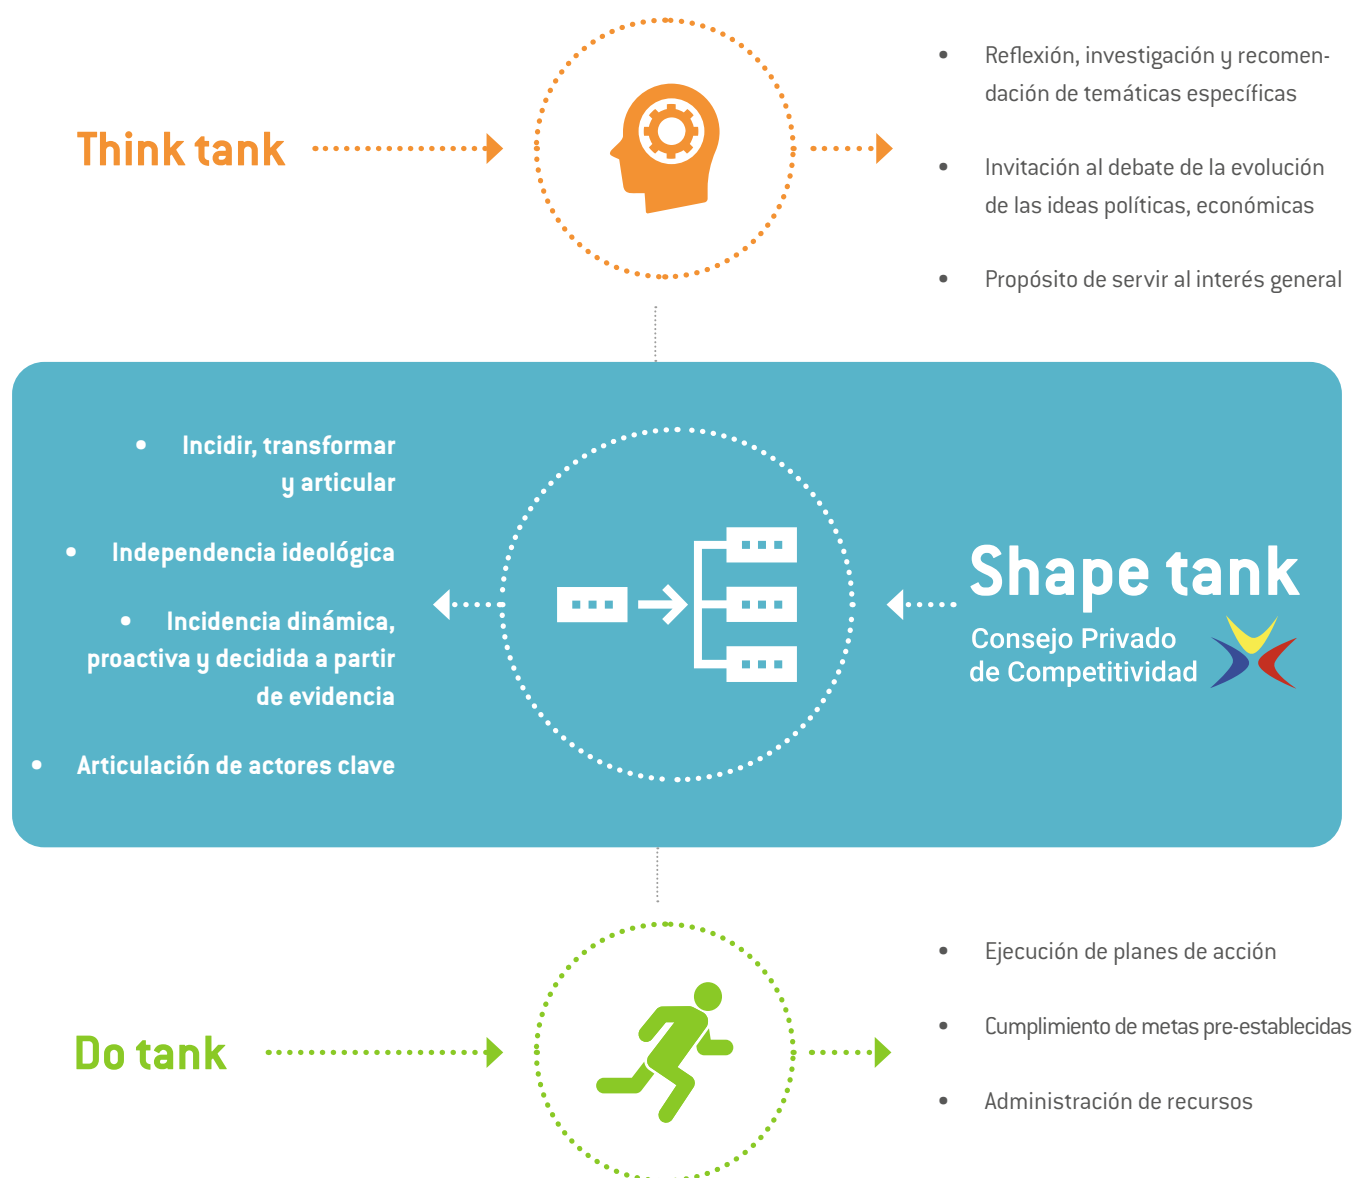 Think tank
• Reflexión, investigación y recomen-
dación de temáticas específicas
• Invitación al debate de la evolución
de las ideas políticas, económicas
• Propósito de servir al interés general
• Incidir, transformar
y articular
• Independencia ideológica
• Incidencia dinámica,
proactiva y decidida a partir
de evidencia
• Articulación de actores clave
Shape tank
Consejo Privado
de Competitividad
Do tank
• Ejecución de planes de acción
• Cumplimiento de metas pre-establecidas
• Administración de recursos